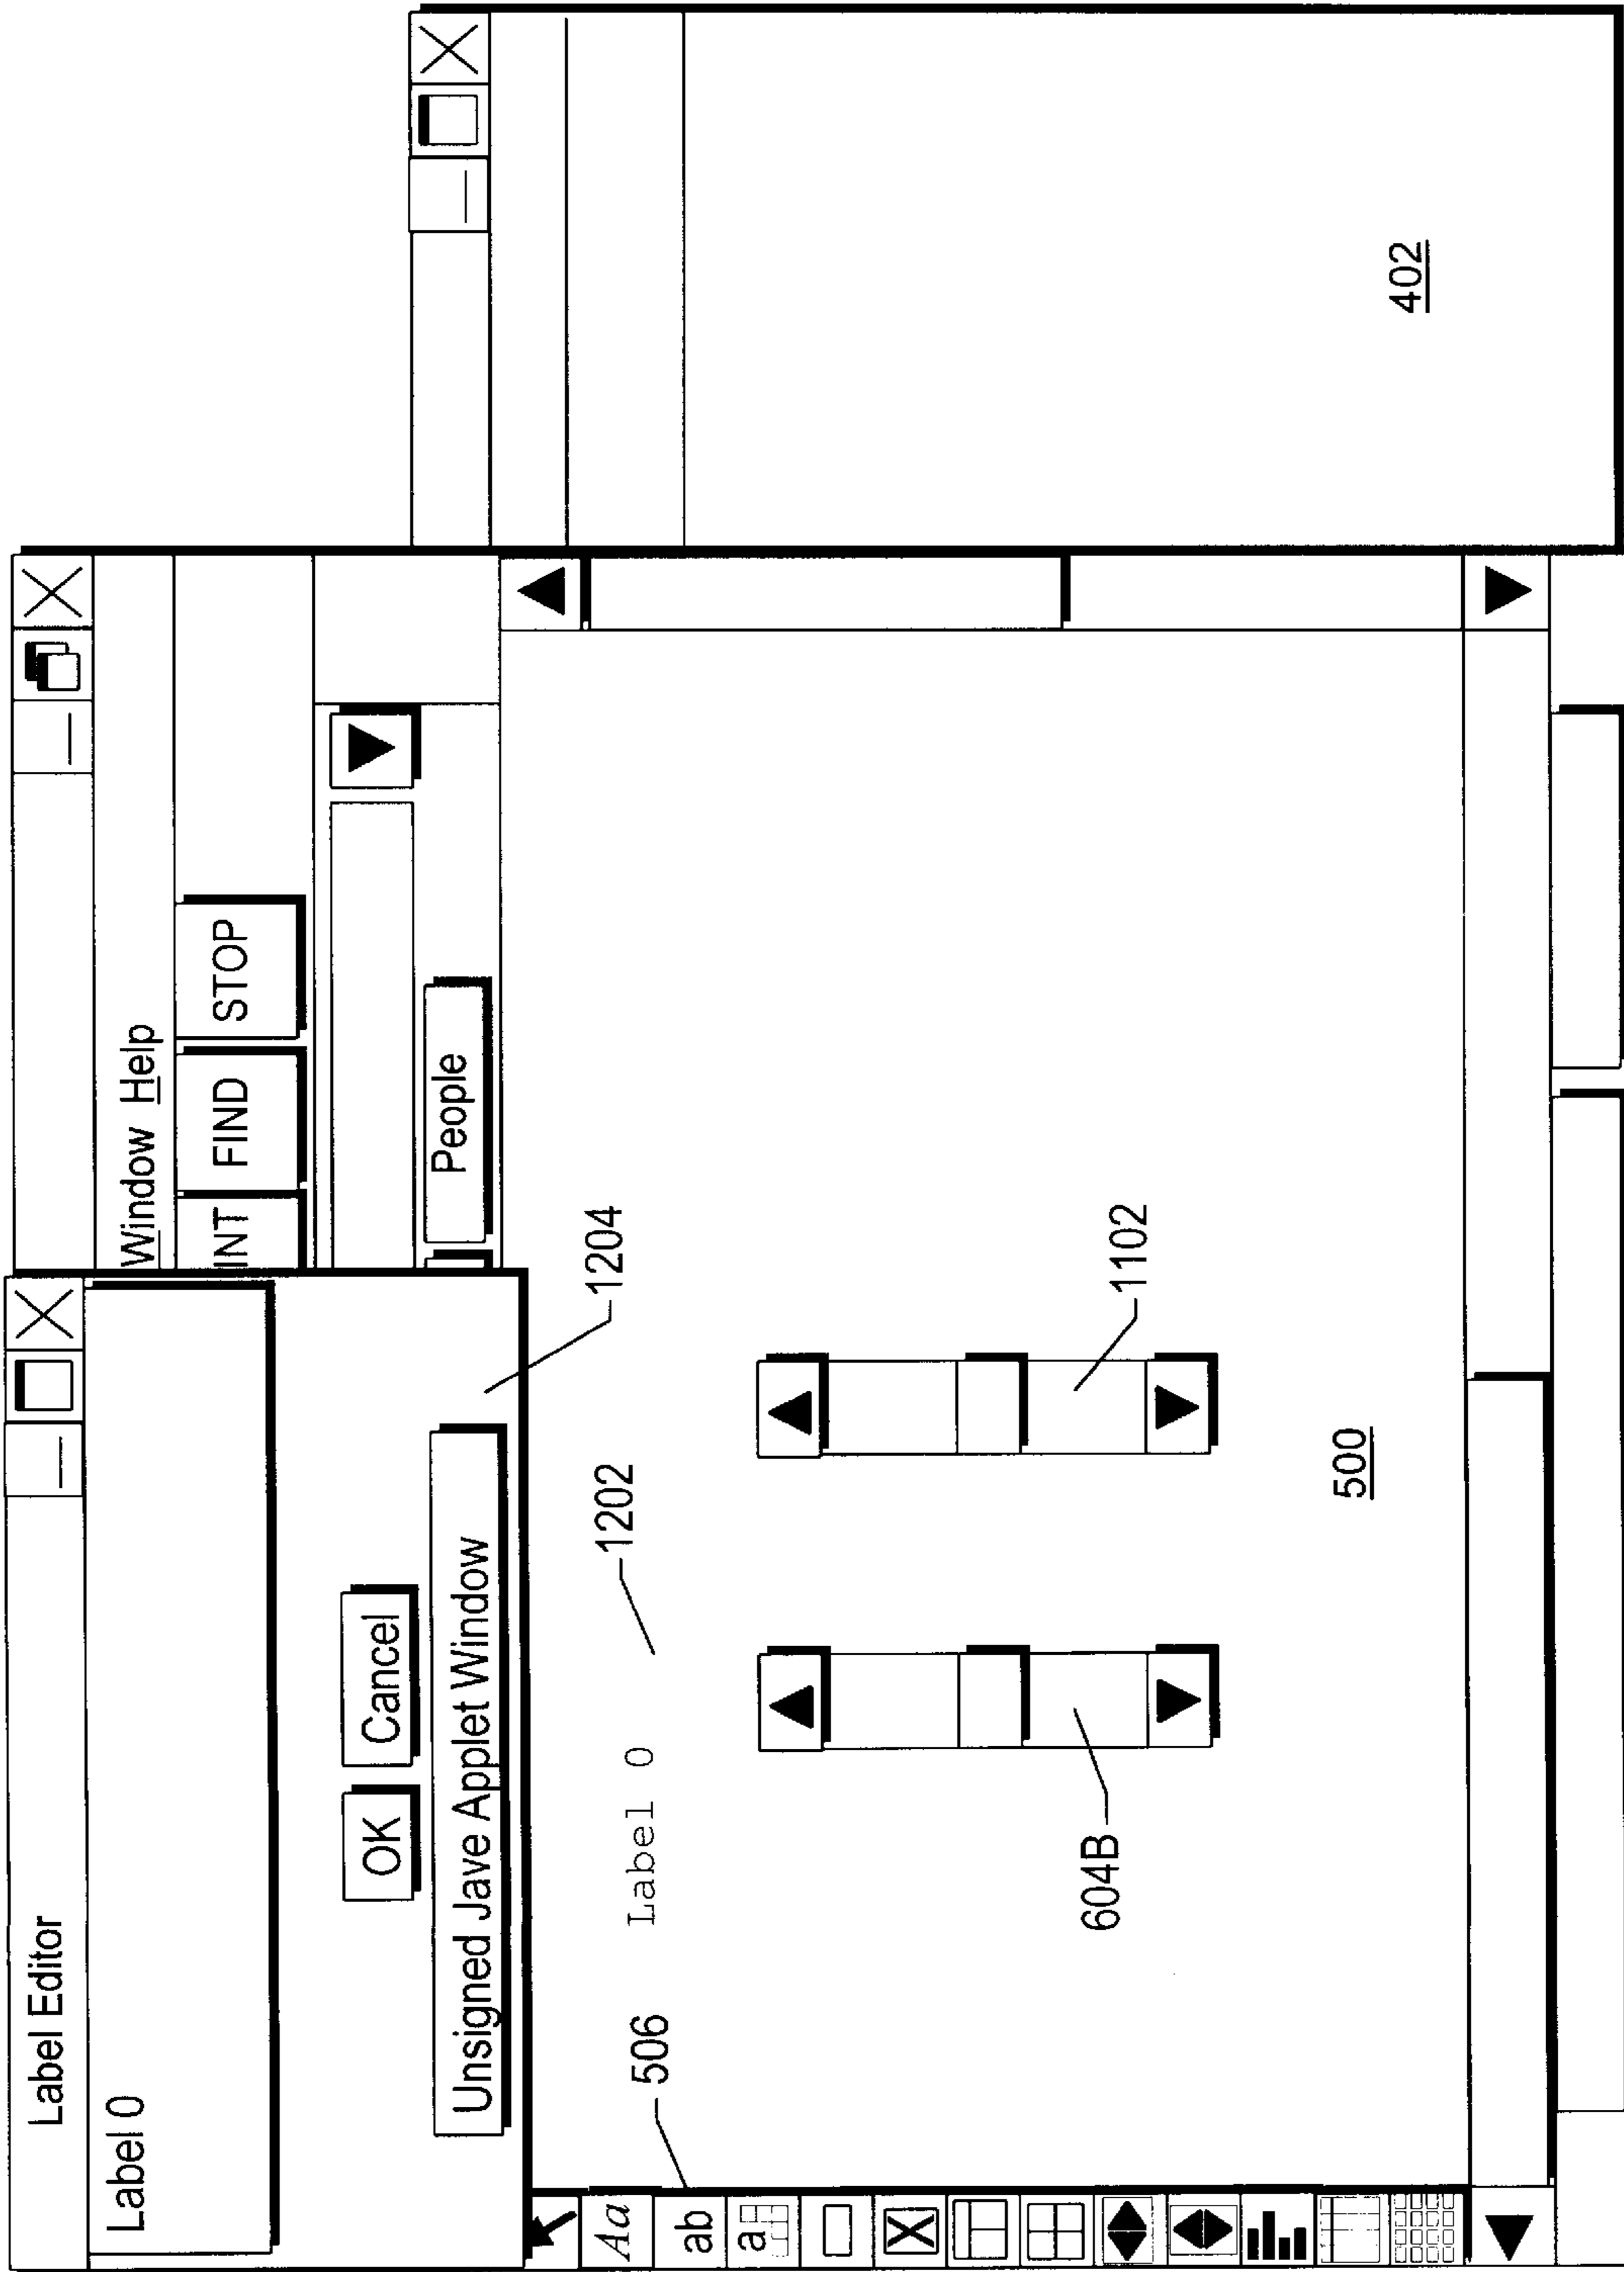 Label Editor
Label 0
OK Cancel
Unsigned Jave Applet Window
Window Help
INT FIND STOP
People
1204
1202
506
Label 0
Aa
ab
a
604B
1102
500
402